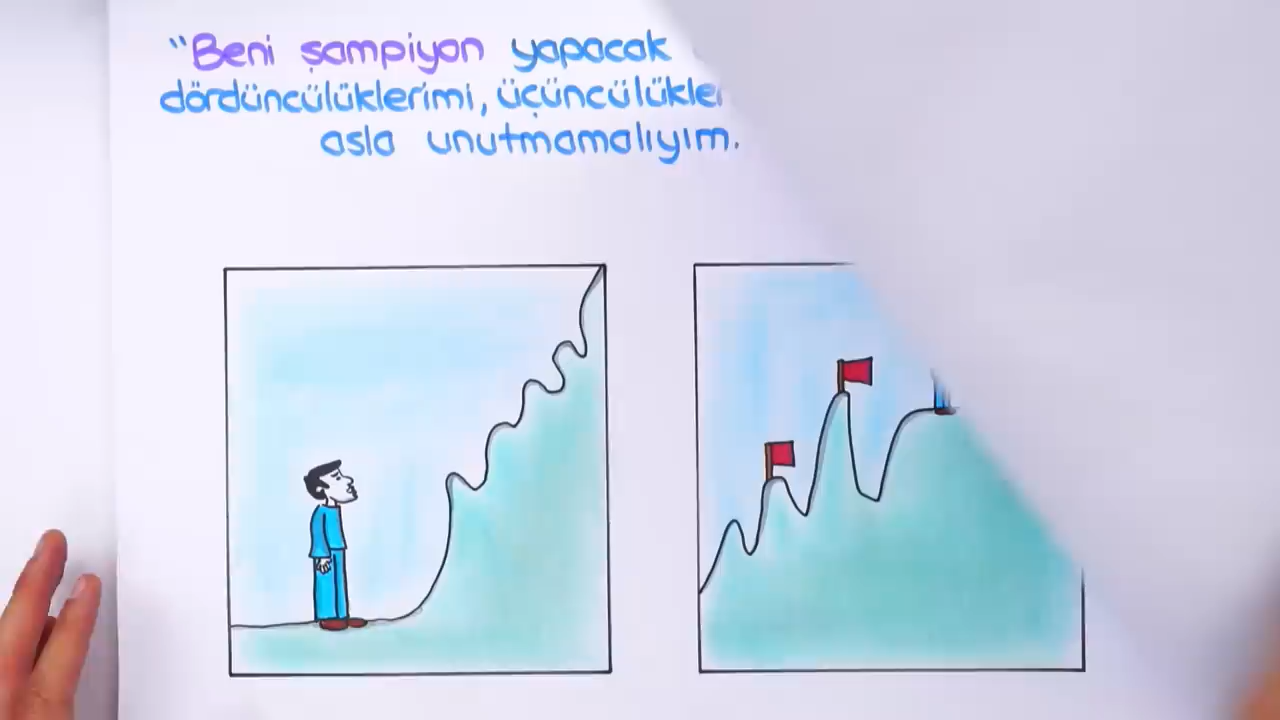 “Beni şampiyon yapacak
dördüncülüklerimi, üçüncülükle
asla unutmamalıyım.